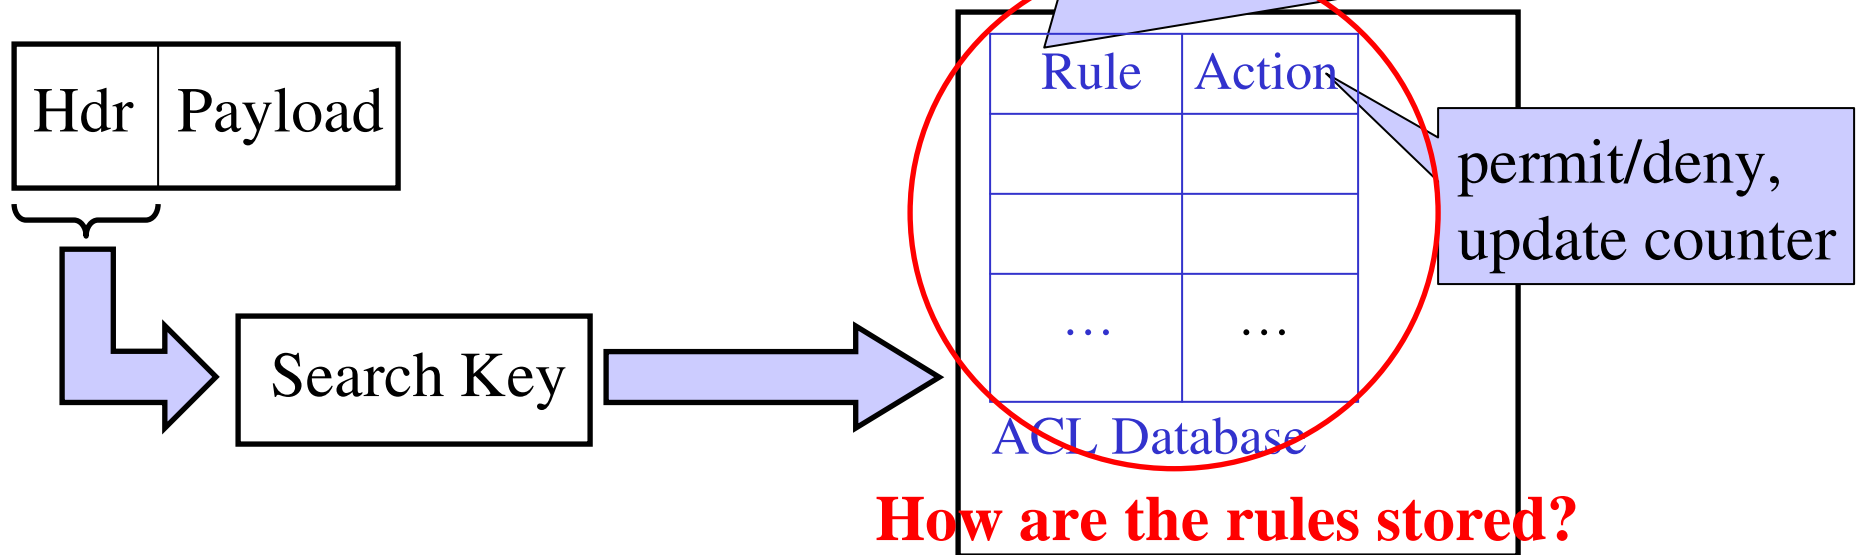 Hdr Payload
Search Key
Rule Action
… …
ACL Database
permit/deny,
update counter
How are the rules stored?